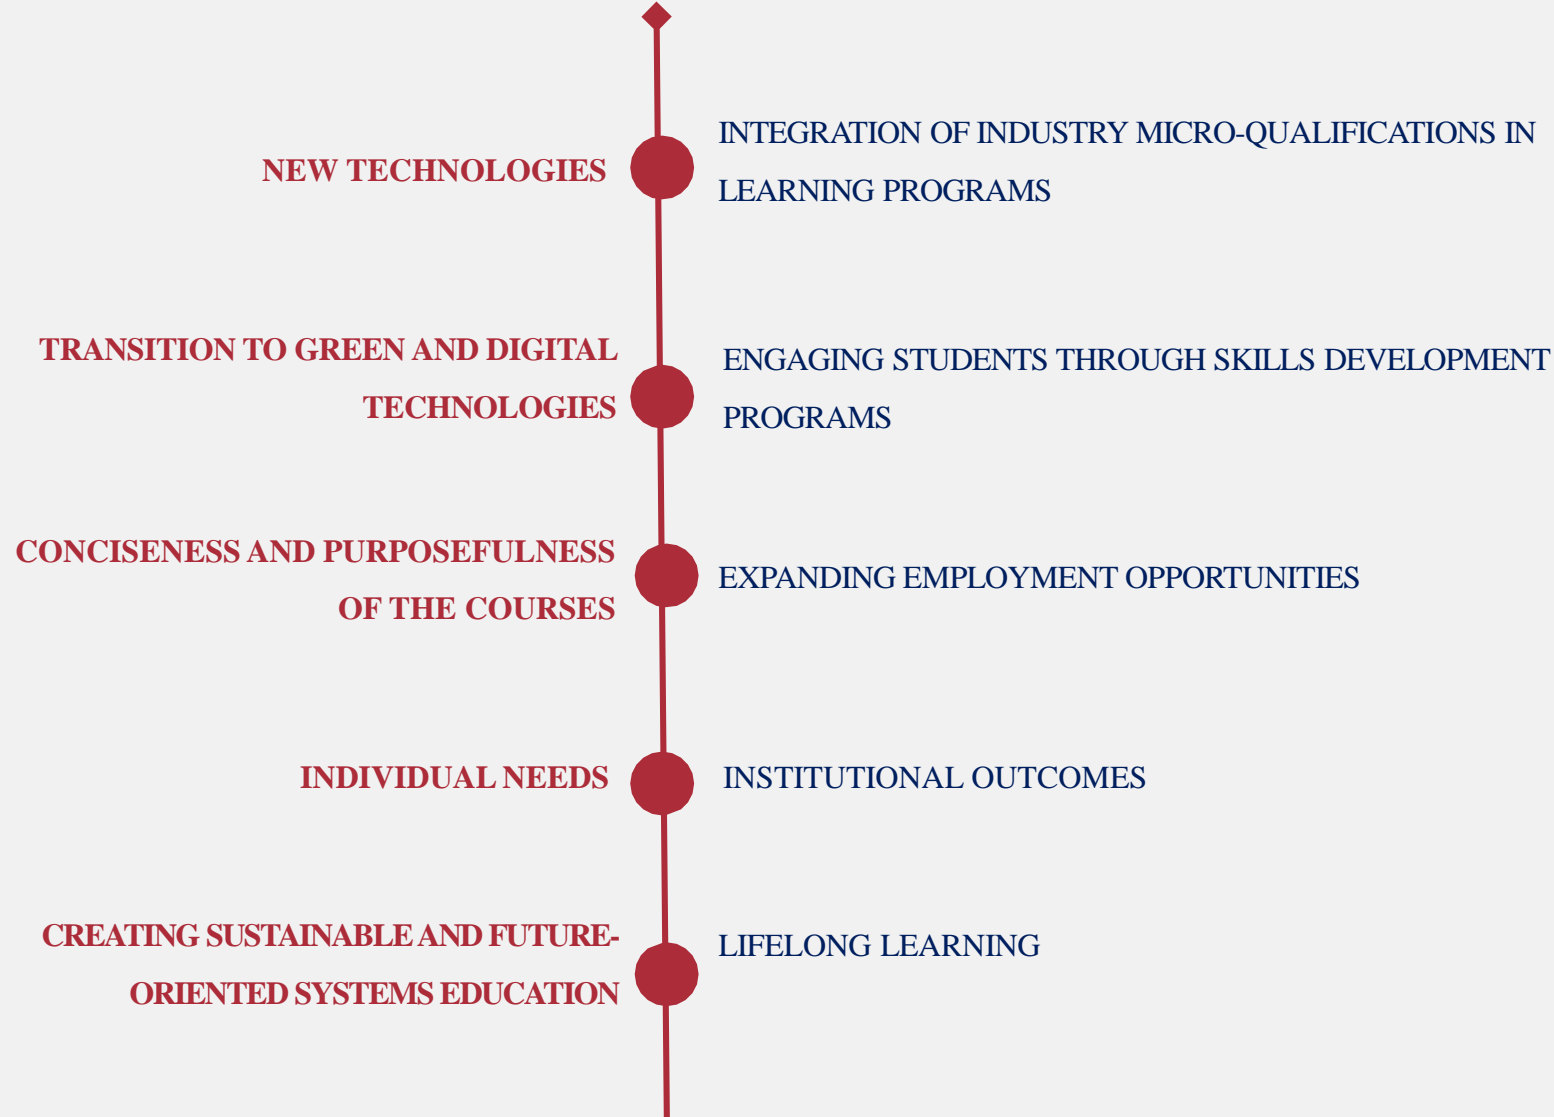 NEW TECHNOLOGIES
INTEGRATION OF INDUSTRY MICRO-QUALIFICATIONS IN
LEARNING PROGRAMS
TRANSITION TO GREEN AND DIGITAL
TECHNOLOGIES
ENGAGING STUDENTS THROUGH SKILLS DEVELOPMENT
PROGRAMS
CONCISENESS AND PURPOSEFULNESS
OF THE COURSES
EXPANDING EMPLOYMENT OPPORTUNITIES
INDIVIDUAL NEEDS
INSTITUTIONAL OUTCOMES
CREATING SUSTAINABLE AND FUTURE-
ORIENTED SYSTEMS EDUCATION
LIFELONG LEARNING